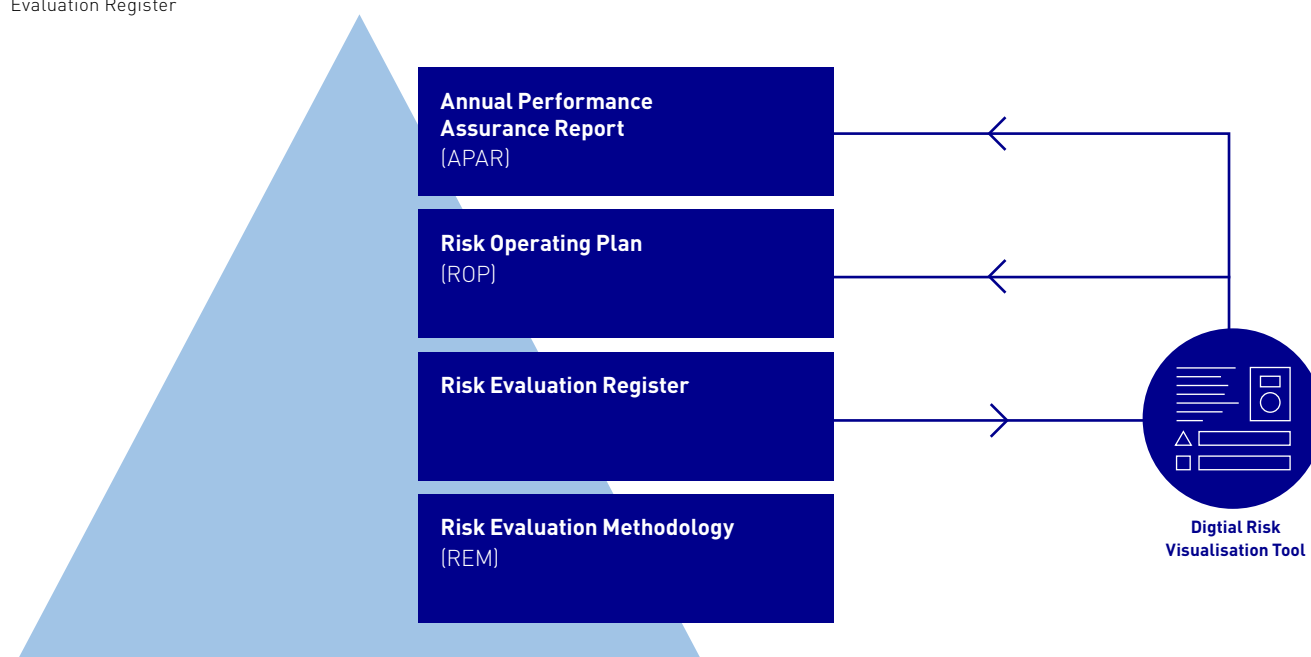 Evaluation Register
Annual Performance
Assurance Report
(APAR)
Risk Operating Plan
(ROP)
Risk Evaluation Register
Risk Evaluation Methodology
(REM)
Digtial Risk
Visualisation Tool